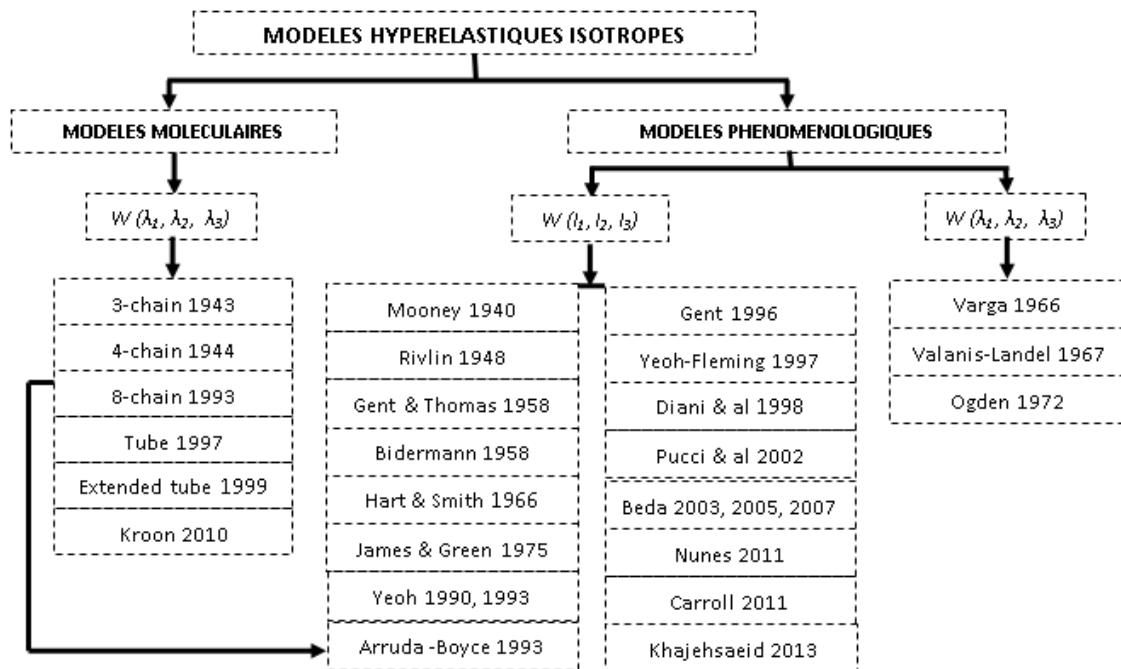 MODELES HYPERELASTIQUES ISOTROPES
MODELES MOLECULAIRES
MODELES PHENOMENOLOGIQUES
W (λ₁, λ₂, λ₃)
W (I₁, I₂, I₃)
W (λ₁, λ₂, λ₃)
3-chain 1943
4-chain 1944
8-chain 1993
Tube 1997
Extended tube 1999
Kroon 2010
Mooney 1940
Rivlin 1948
Gent & Thomas 1958
Bidermann 1958
Hart & Smith 1966
James & Green 1975
Yeoh 1990, 1993
Arruda -Boyce 1993
Gent 1996
Yeoh-Fleming 1997
Diani & al 1998
Pucci & al 2002
Beda 2003, 2005, 2007
Nunes 2011
Carroll 2011
Khajehsaeid 2013
Varga 1966
Valanis-Landel 1967
Ogden 1972